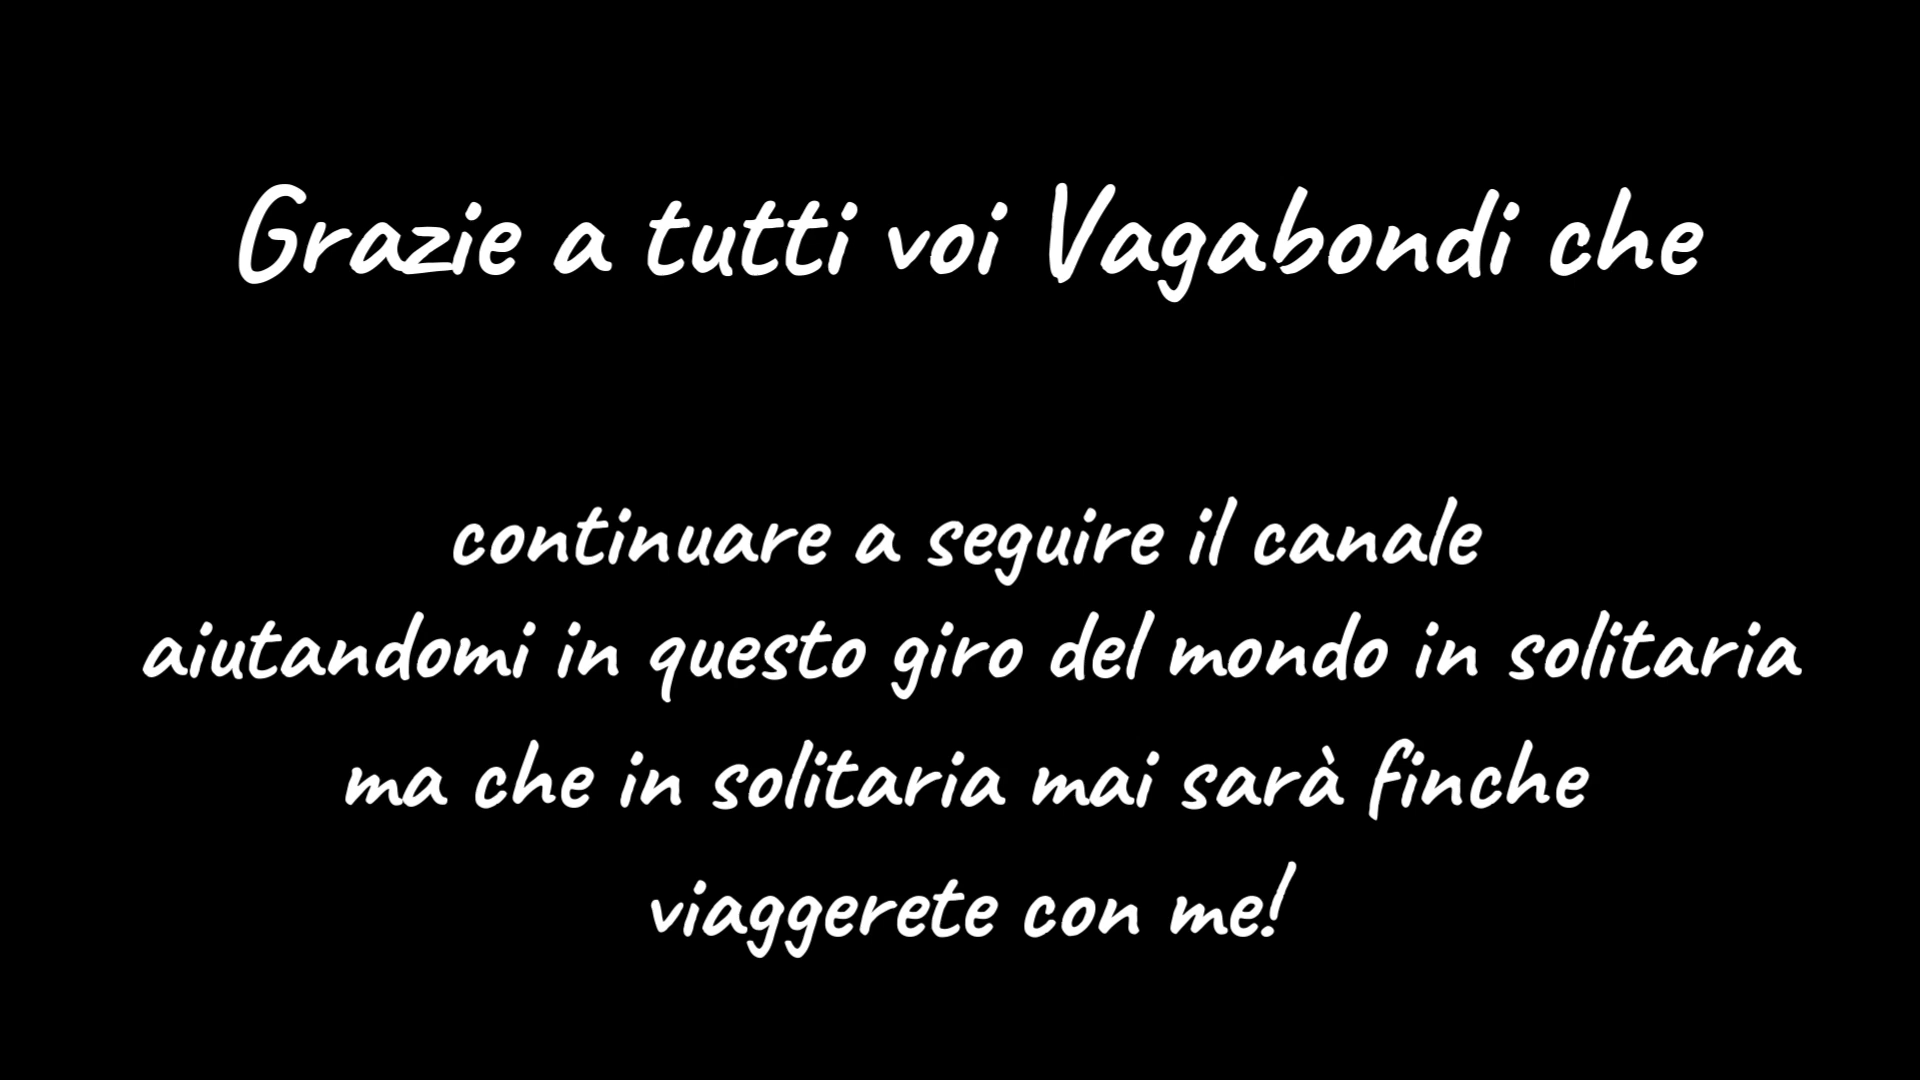 Grazie a tutti voi Vagabondi che
continuare a seguire il canale
aiutandomi in questo giro del mondo in solitaria
ma che in solitaria mai sarà finche
viaggerete con me!